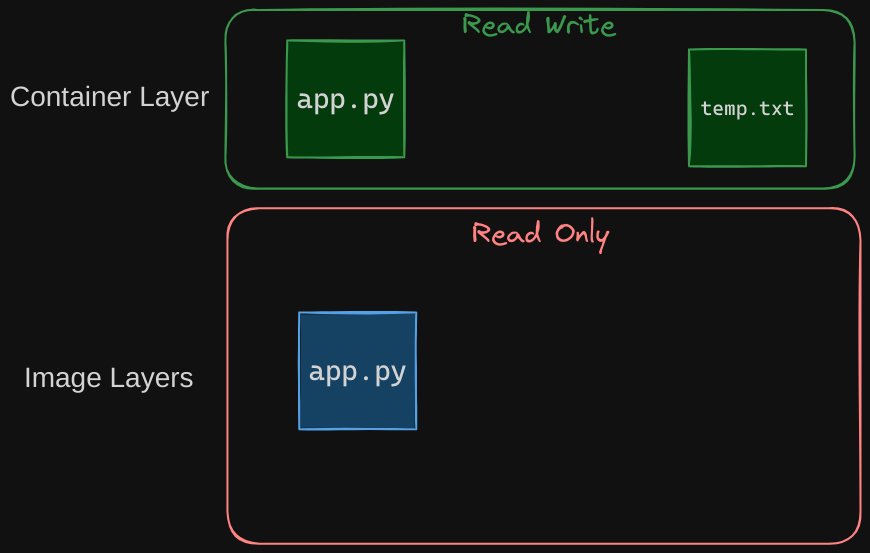 Read Write
Container Layer
app.py
temp.txt
Read Only
Image Layers
app.py